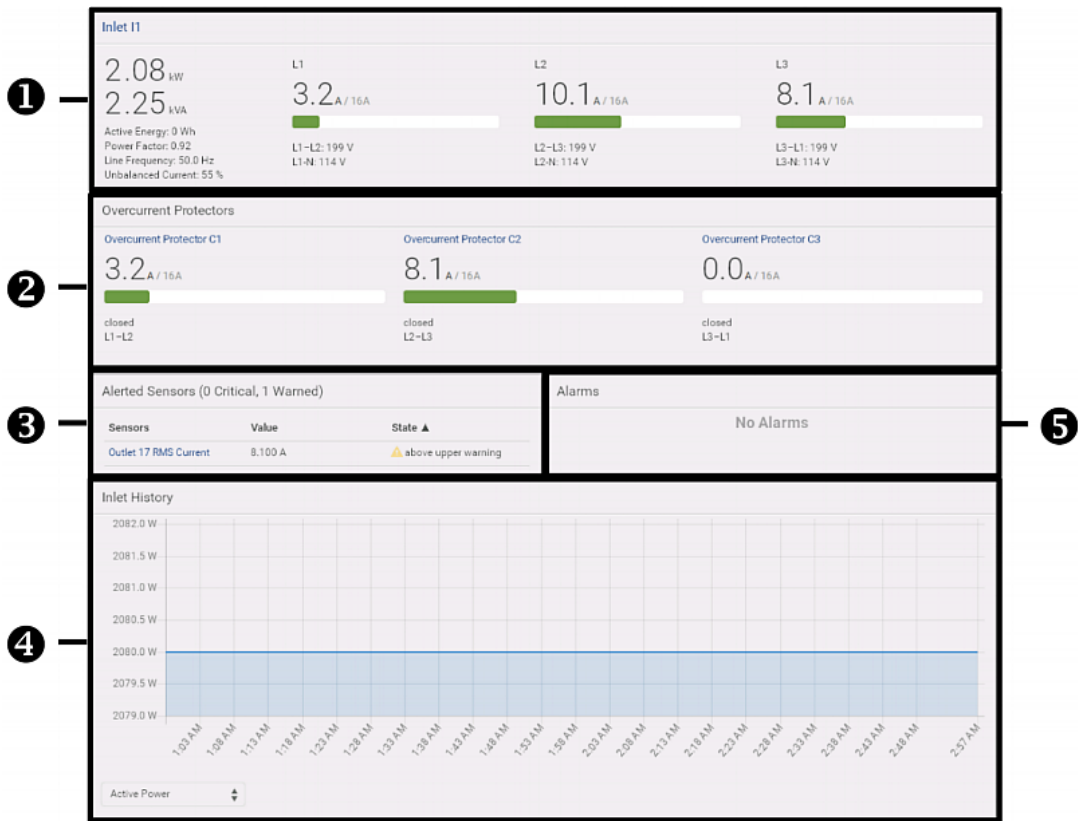 Inlet I1
2.08 kW
2.25 kVA
Active Energy: 0 Wh
Power Factor: 0.92
Line Frequency: 50.0 Hz
Unbalanced Current: 55 %
L1
3.2 A / 16A
L1-L2: 199 V
L1-N: 114 V
L2
10.1 A / 16A
L2-L3: 199 V
L2-N: 114 V
L3
8.1 A / 16A
L3-L1: 199 V
L3-N: 114 V
1
Overcurrent Protectors
Overcurrent Protector C1
3.2 A / 16A
closed
L1-L2
Overcurrent Protector C2
8.1 A / 16A
closed
L2-L3
Overcurrent Protector C3
0.0 A / 16A
closed
L3-L1
2
Alerted Sensors (0 Critical, 1 Warned)
Sensors Value State ▲
Outlet 17 RMS Current 8.100 A above upper warning
3
Alarms
No Alarms
5
Inlet History
2082.0 W
2081.5 W
2081.0 W
2080.5 W
2080.0 W
2079.5 W
2079.0 W
1:03 AM
1:08 AM
1:13 AM
1:18 AM
1:23 AM
1:28 AM
1:33 AM
1:38 AM
1:43 AM
1:48 AM
1:53 AM
1:58 AM
2:03 AM
2:08 AM
2:13 AM
2:18 AM
2:23 AM
2:28 AM
2:33 AM
2:38 AM
2:43 AM
2:48 AM
2:57 AM
Active Power
4